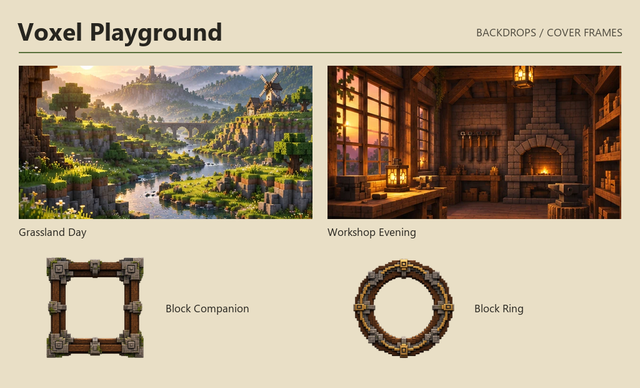 Voxel Playground
BACKDROPS / COVER FRAMES
Grassland Day
Workshop Evening
Block Companion
Block Ring